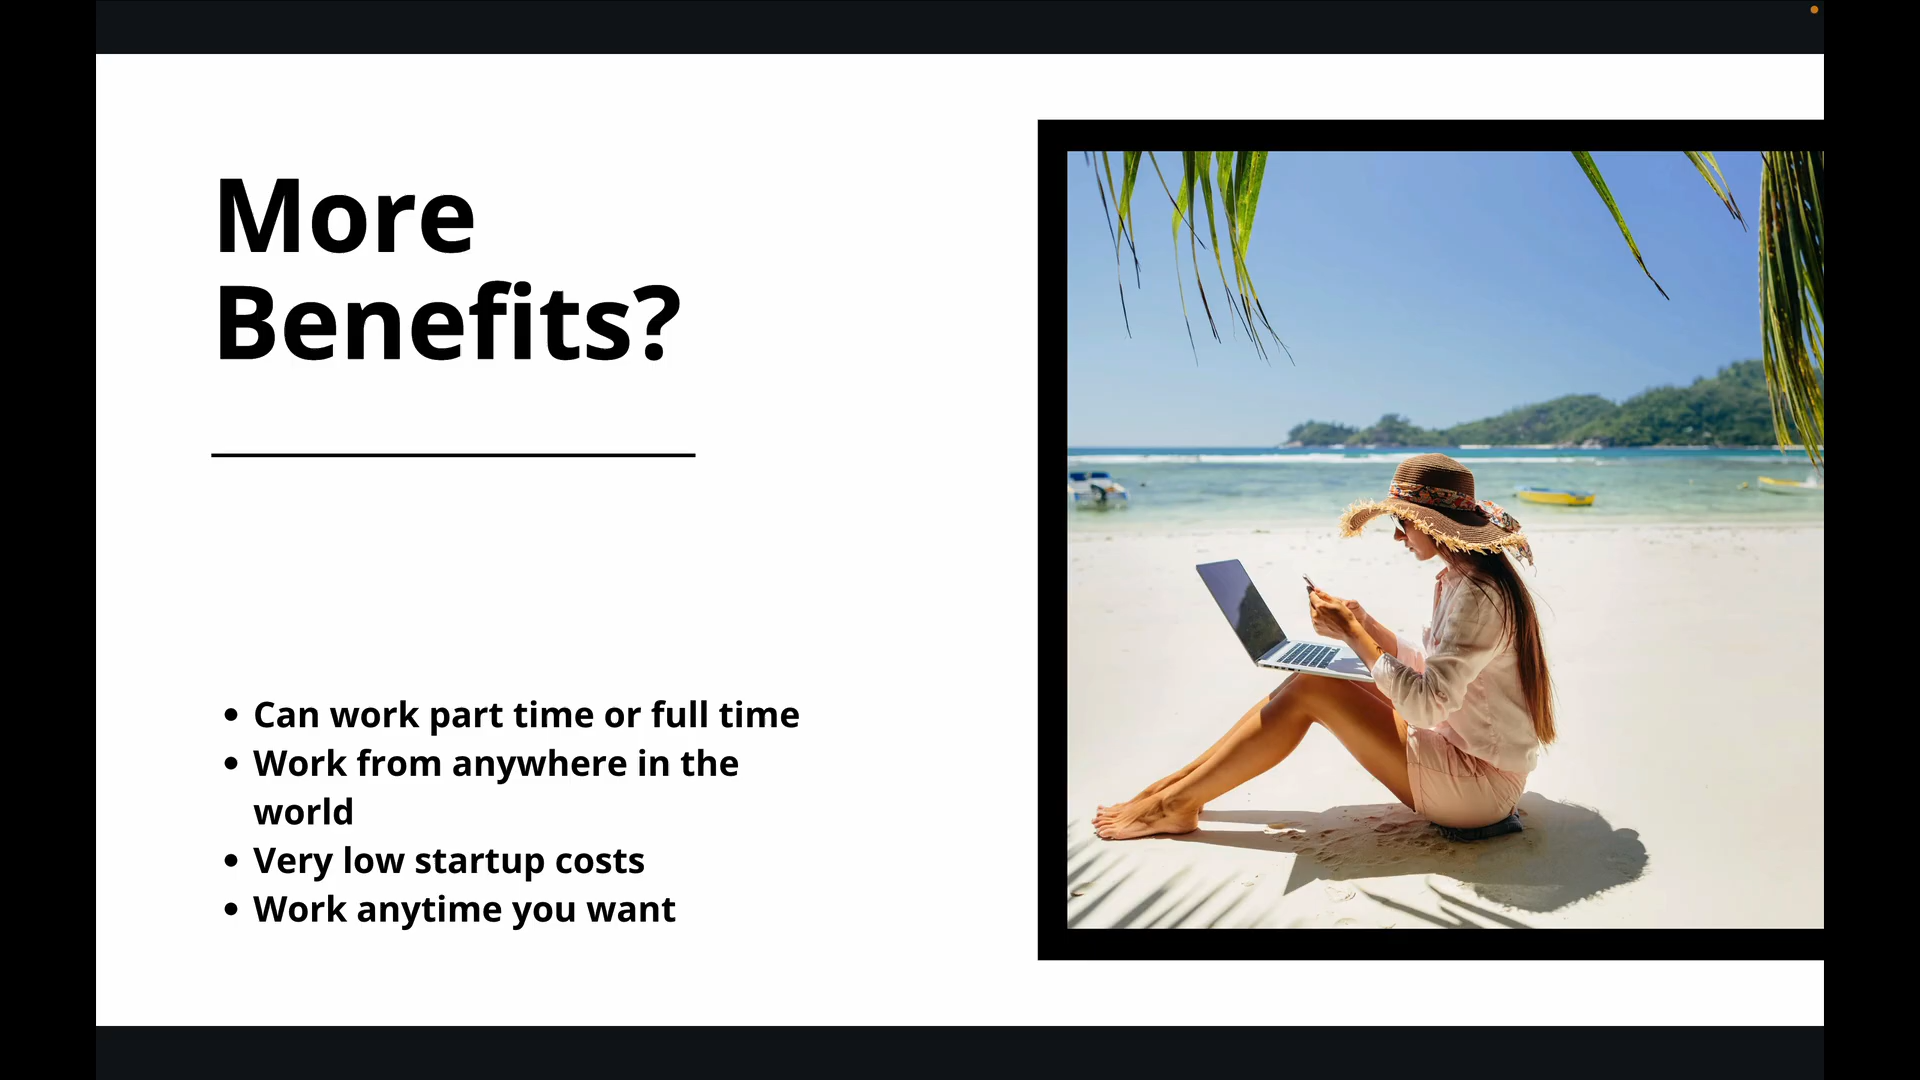 More
Benefits?
• Can work part time or full time
• Work from anywhere in the
world
• Very low startup costs
• Work anytime you want